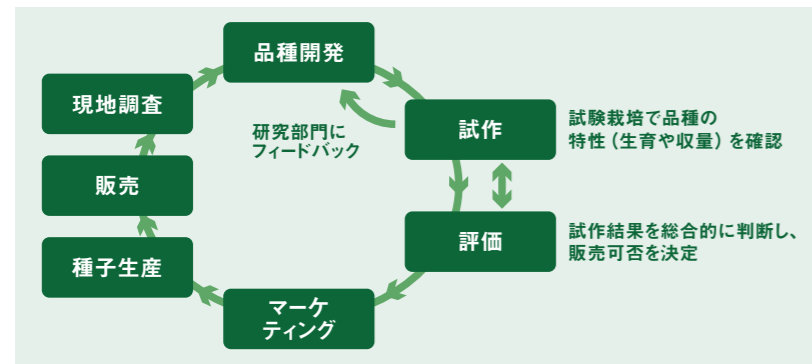 品種開発
現地調査
研究部門に
フィードバック
試作
試験栽培で品種の
特性（生育や収量）を確認
販売
評価
試作結果を総合的に判断し、
販売可否を決定
種子生産
マーケ
ティング